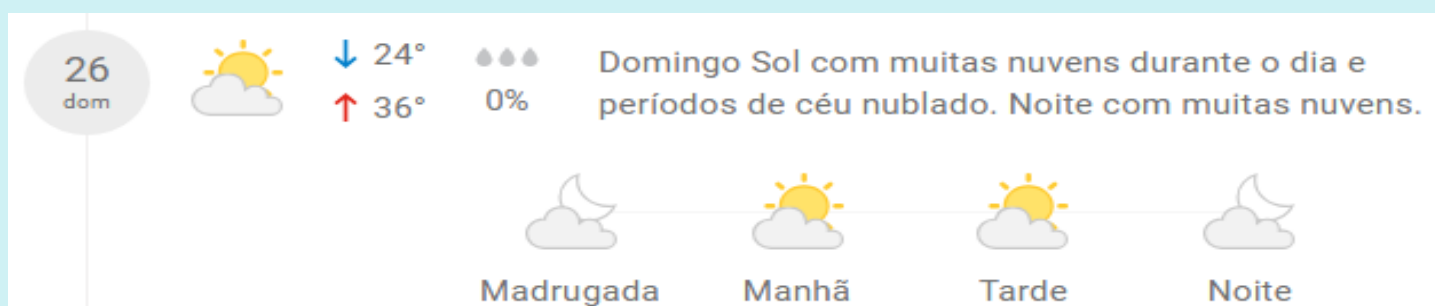 26
dom
↓ 24°
↑ 36°
0%
Domingo Sol com muitas nuvens durante o dia e
períodos de céu nublado. Noite com muitas nuvens.
Madrugada
Manhã
Tarde
Noite